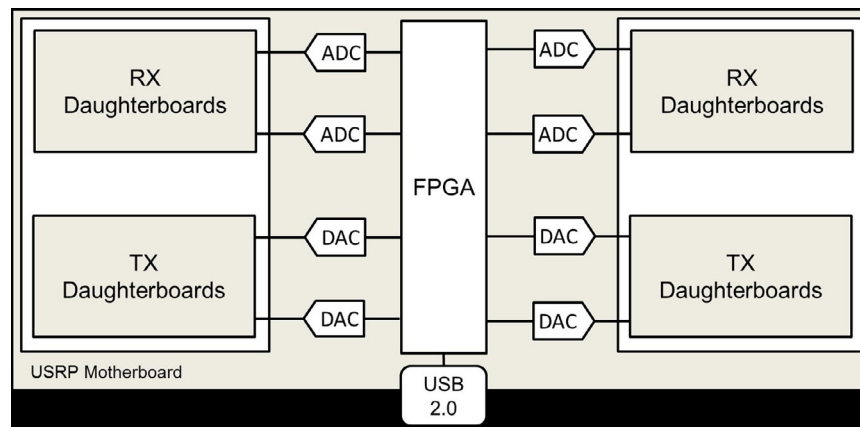 RX
Daughterboards
ADC
ADC
TX
Daughterboards
DAC
DAC
FPGA
ADC
ADC
RX
Daughterboards
DAC
DAC
TX
Daughterboards
USRP Motherboard
USB
2.0